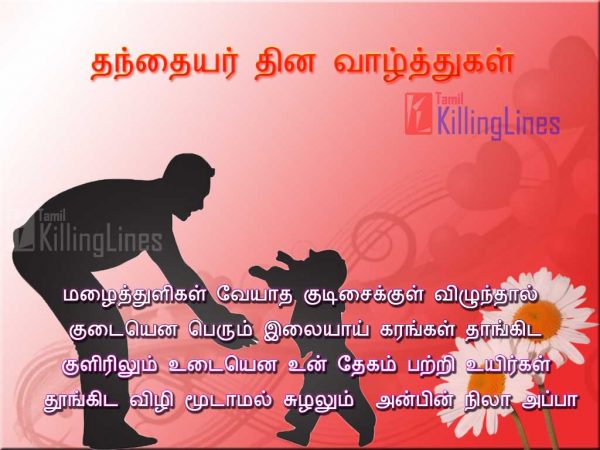 தந்தையர் தின வாழ்த்துகள்
Tamil
KillingLines
Tamil
KillingLines
மழைத்துளிகள் வேயாத குடிசைக்குள் விழுந்தால்
குடையென பெரும் இலையாய் கரங்கள் தாங்கிட
குளிரிலும் உடையென உன் தேகம் பற்றி உயிர்கள்
தூங்கிட விழி மூடாமல் சுழலும் அன்பின் நிலா அப்பா